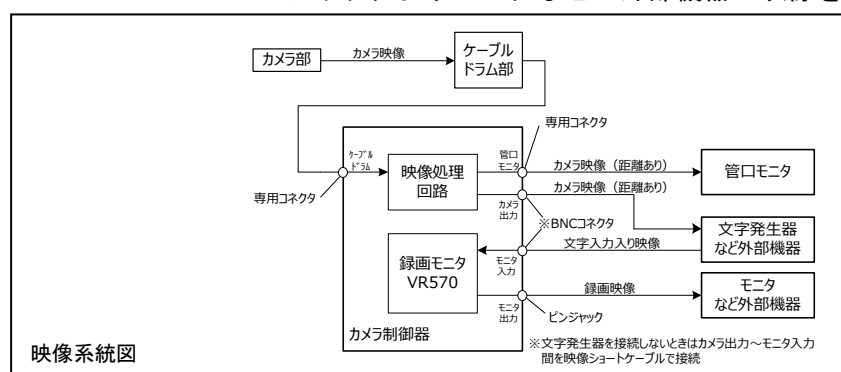 カメラ部
カメラ映像
ケーブル
ドラム部
専用コネクタ
ｹｰﾌﾞﾙ
ﾄﾞﾗﾑ
映像処理
回路
管口
モニタ
カメラ映像（距離あり）
管口モニタ
専用コネクタ
カメラ
出力
カメラ映像（距離あり）
※BNCコネクタ
文字発生器
など外部機器
文字入力入り映像
モニタ
入力
録画モニタ
VR570
録画映像
モニタ
など外部機器
モニタ
出力
ピンジャック
カメラ制御器
※文字発生器を接続しないときはカメラ出力～モニタ入力
間を映像ショートケーブルで接続
映像系統図